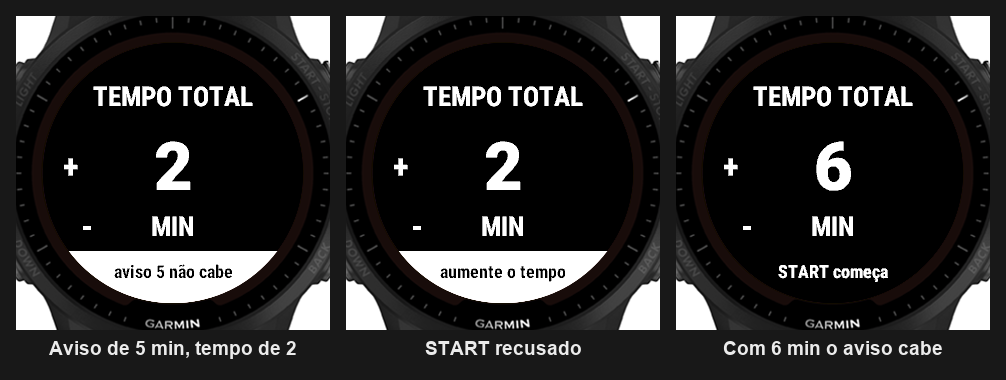 TEMPO TOTAL
+ 2
- MIN
aviso 5 não cabe
GARMIN
Aviso de 5 min, tempo de 2
TEMPO TOTAL
+ 2
- MIN
aumente o tempo
GARMIN
START recusado
TEMPO TOTAL
+ 6
- MIN
START começa
GARMIN
Com 6 min o aviso cabe